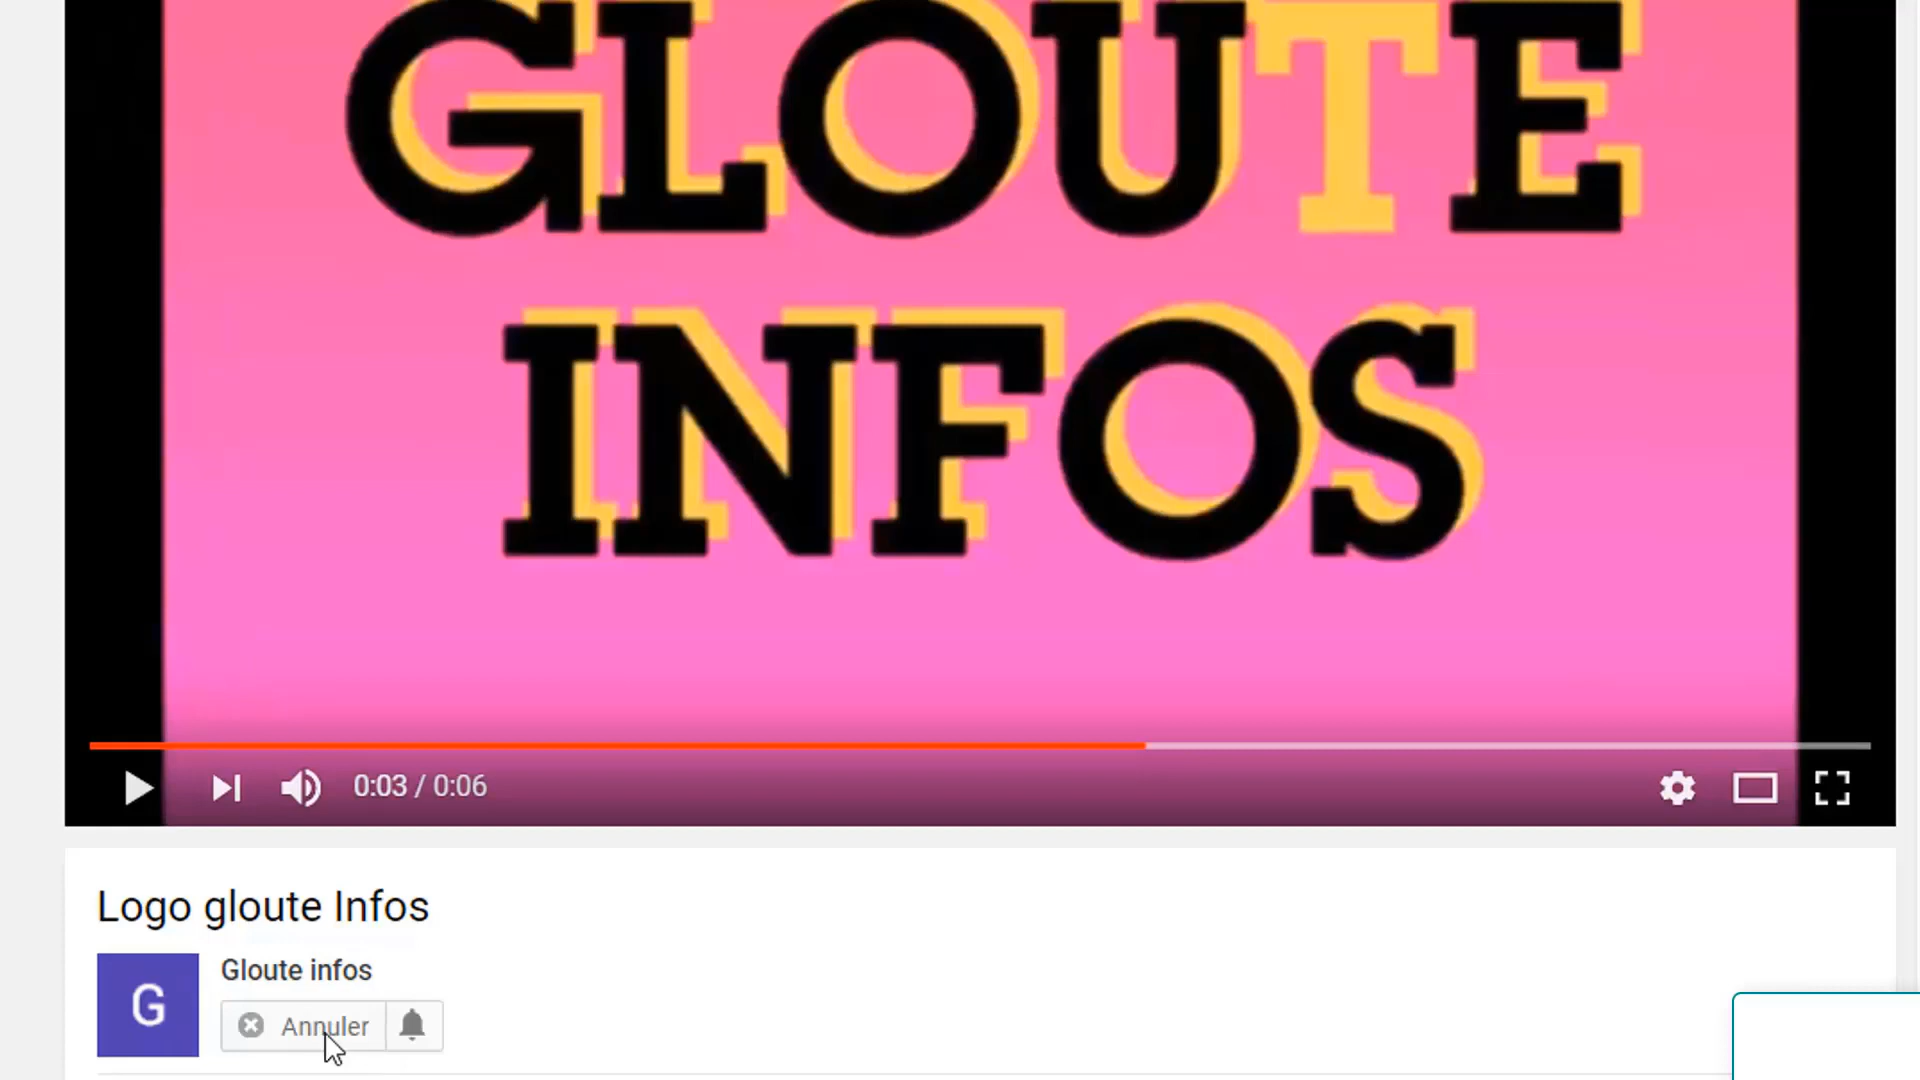 GLOUTE
INFOS
0:03 / 0:06
Logo gloute Infos
G
Gloute infos
Annuler